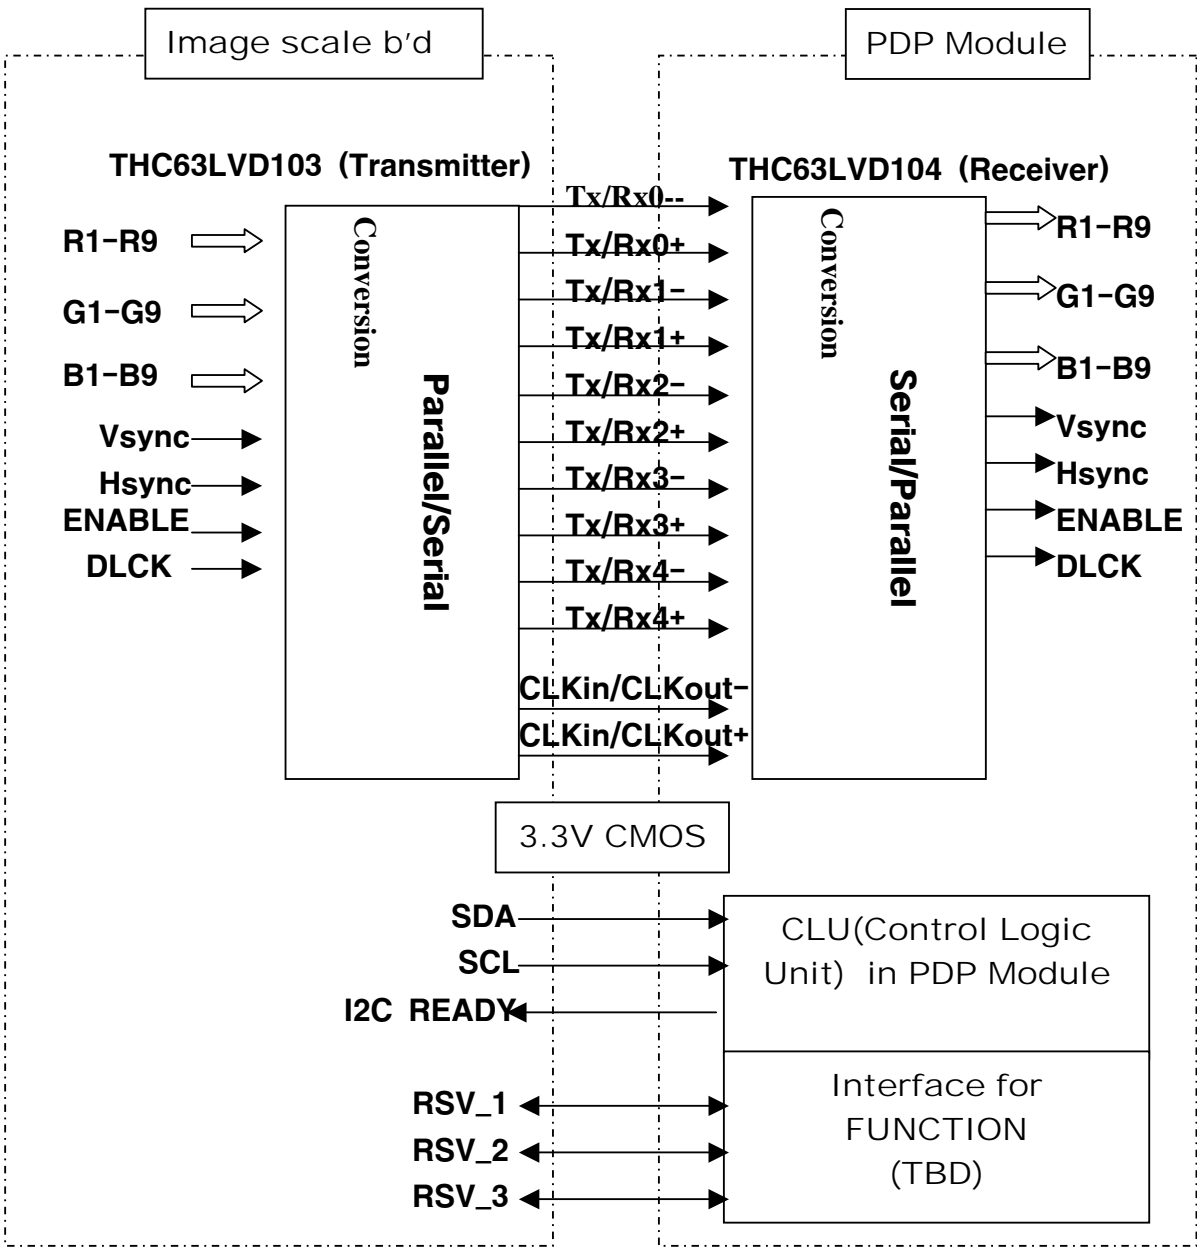 Image scale b'd
PDP Module
THC63LVD103 (Transmitter)
THC63LVD104 (Receiver)
R1-R9
G1-G9
B1-B9
Vsync
Hsync
ENABLE
DLCK
Conversion
Parallel/Serial
Tx/Rx0--
Tx/Rx0+
Tx/Rx1-
Tx/Rx1+
Tx/Rx2-
Tx/Rx2+
Tx/Rx3-
Tx/Rx3+
Tx/Rx4-
Tx/Rx4+
CLKin/CLKout-
CLKin/CLKout+
Conversion
Serial/Parallel
R1-R9
G1-G9
B1-B9
Vsync
Hsync
ENABLE
DLCK
3.3V CMOS
SDA
SCL
I2C READY
CLU(Control Logic
Unit) in PDP Module
RSV_1
RSV_2
RSV_3
Interface for
FUNCTION
(TBD)